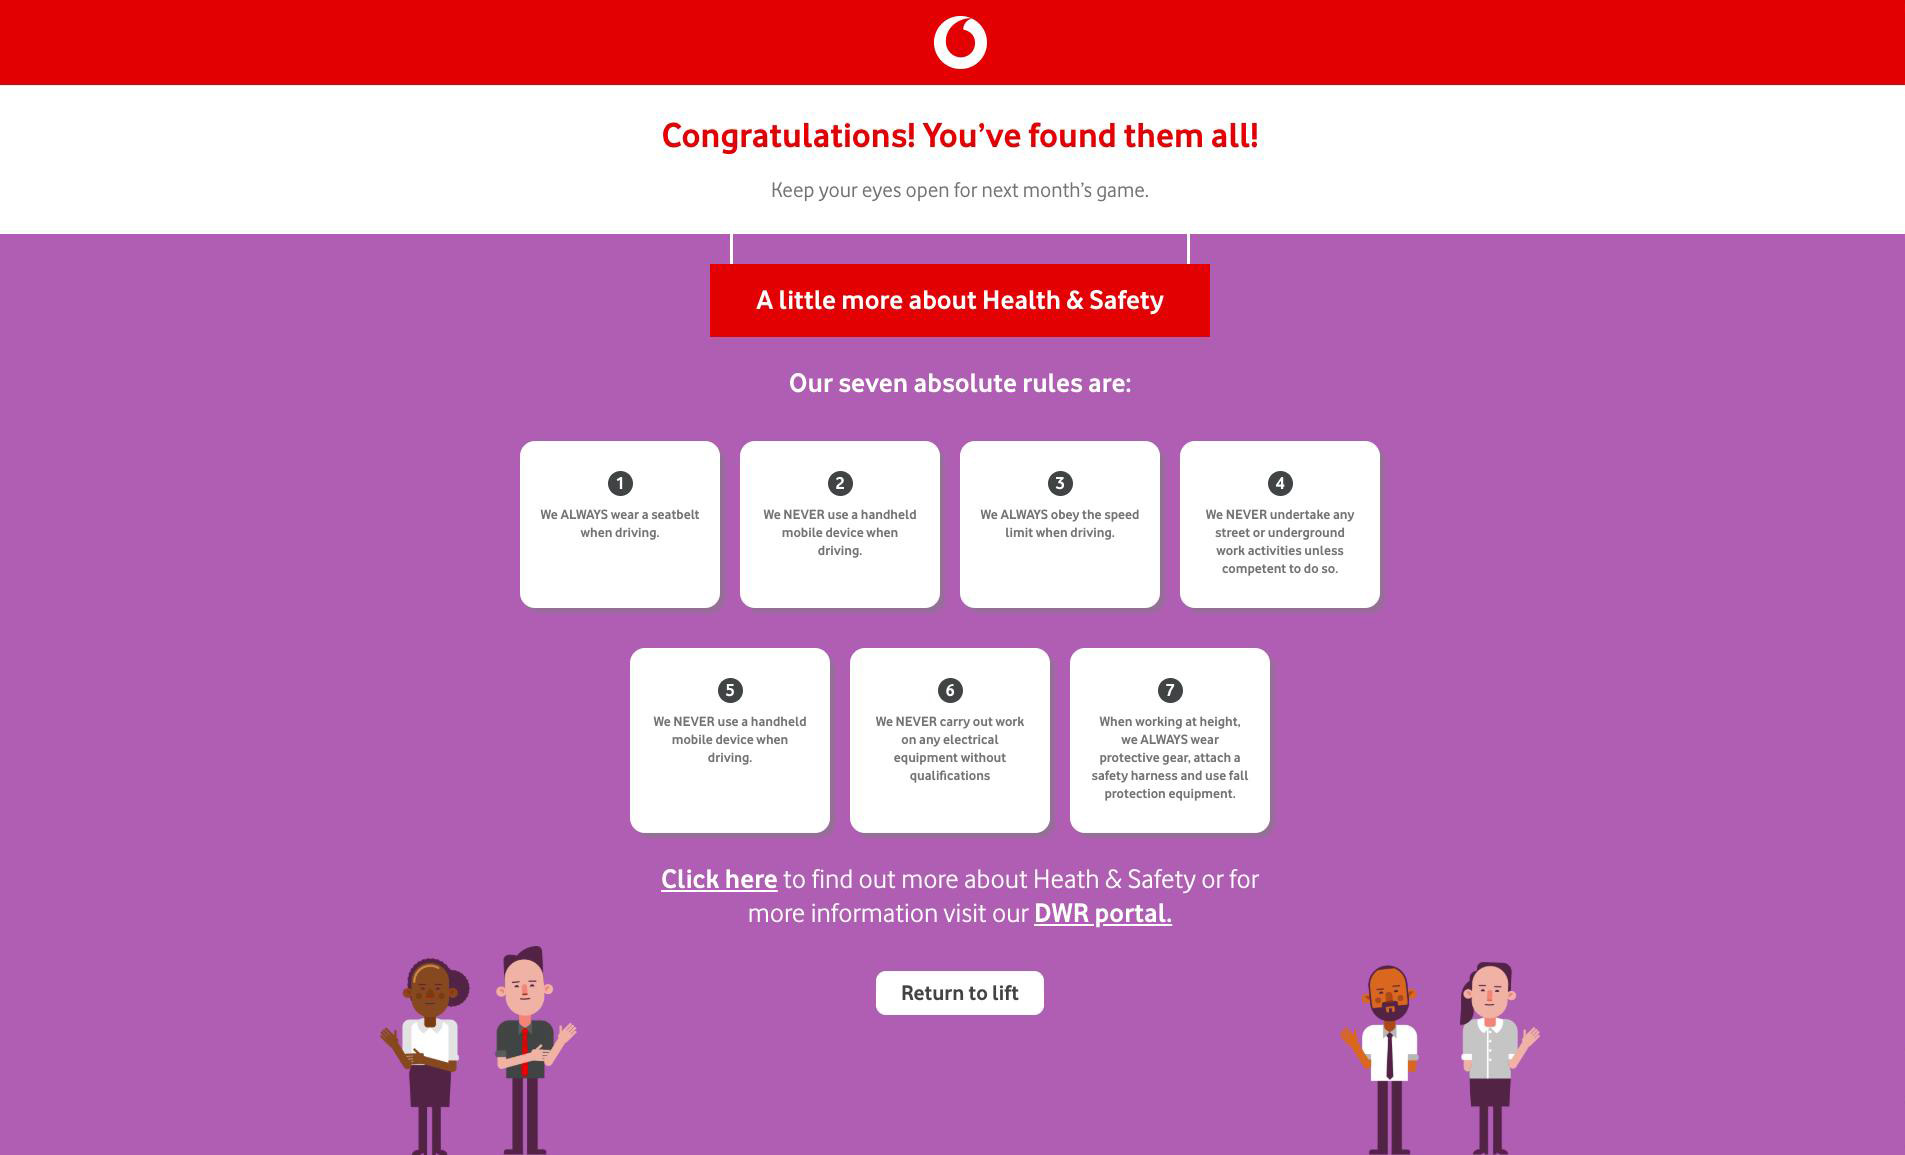 Congratulations! You’ve found them all!
Keep your eyes open for next month’s game.
A little more about Health & Safety
Our seven absolute rules are:
1
We ALWAYS wear a seatbelt
when driving.
2
We NEVER use a handheld
mobile device when
driving.
3
We ALWAYS obey the speed
limit when driving.
4
We NEVER undertake any
street or underground
work activities unless
competent to do so.
5
We NEVER use a handheld
mobile device when
driving.
6
We NEVER carry out work
on any electrical
equipment without
qualifications
7
When working at height,
we ALWAYS wear
protective gear, attach a
safety harness and use fall
protection equipment.
Click here to find out more about Heath & Safety or for
more information visit our DWR portal.
Return to lift